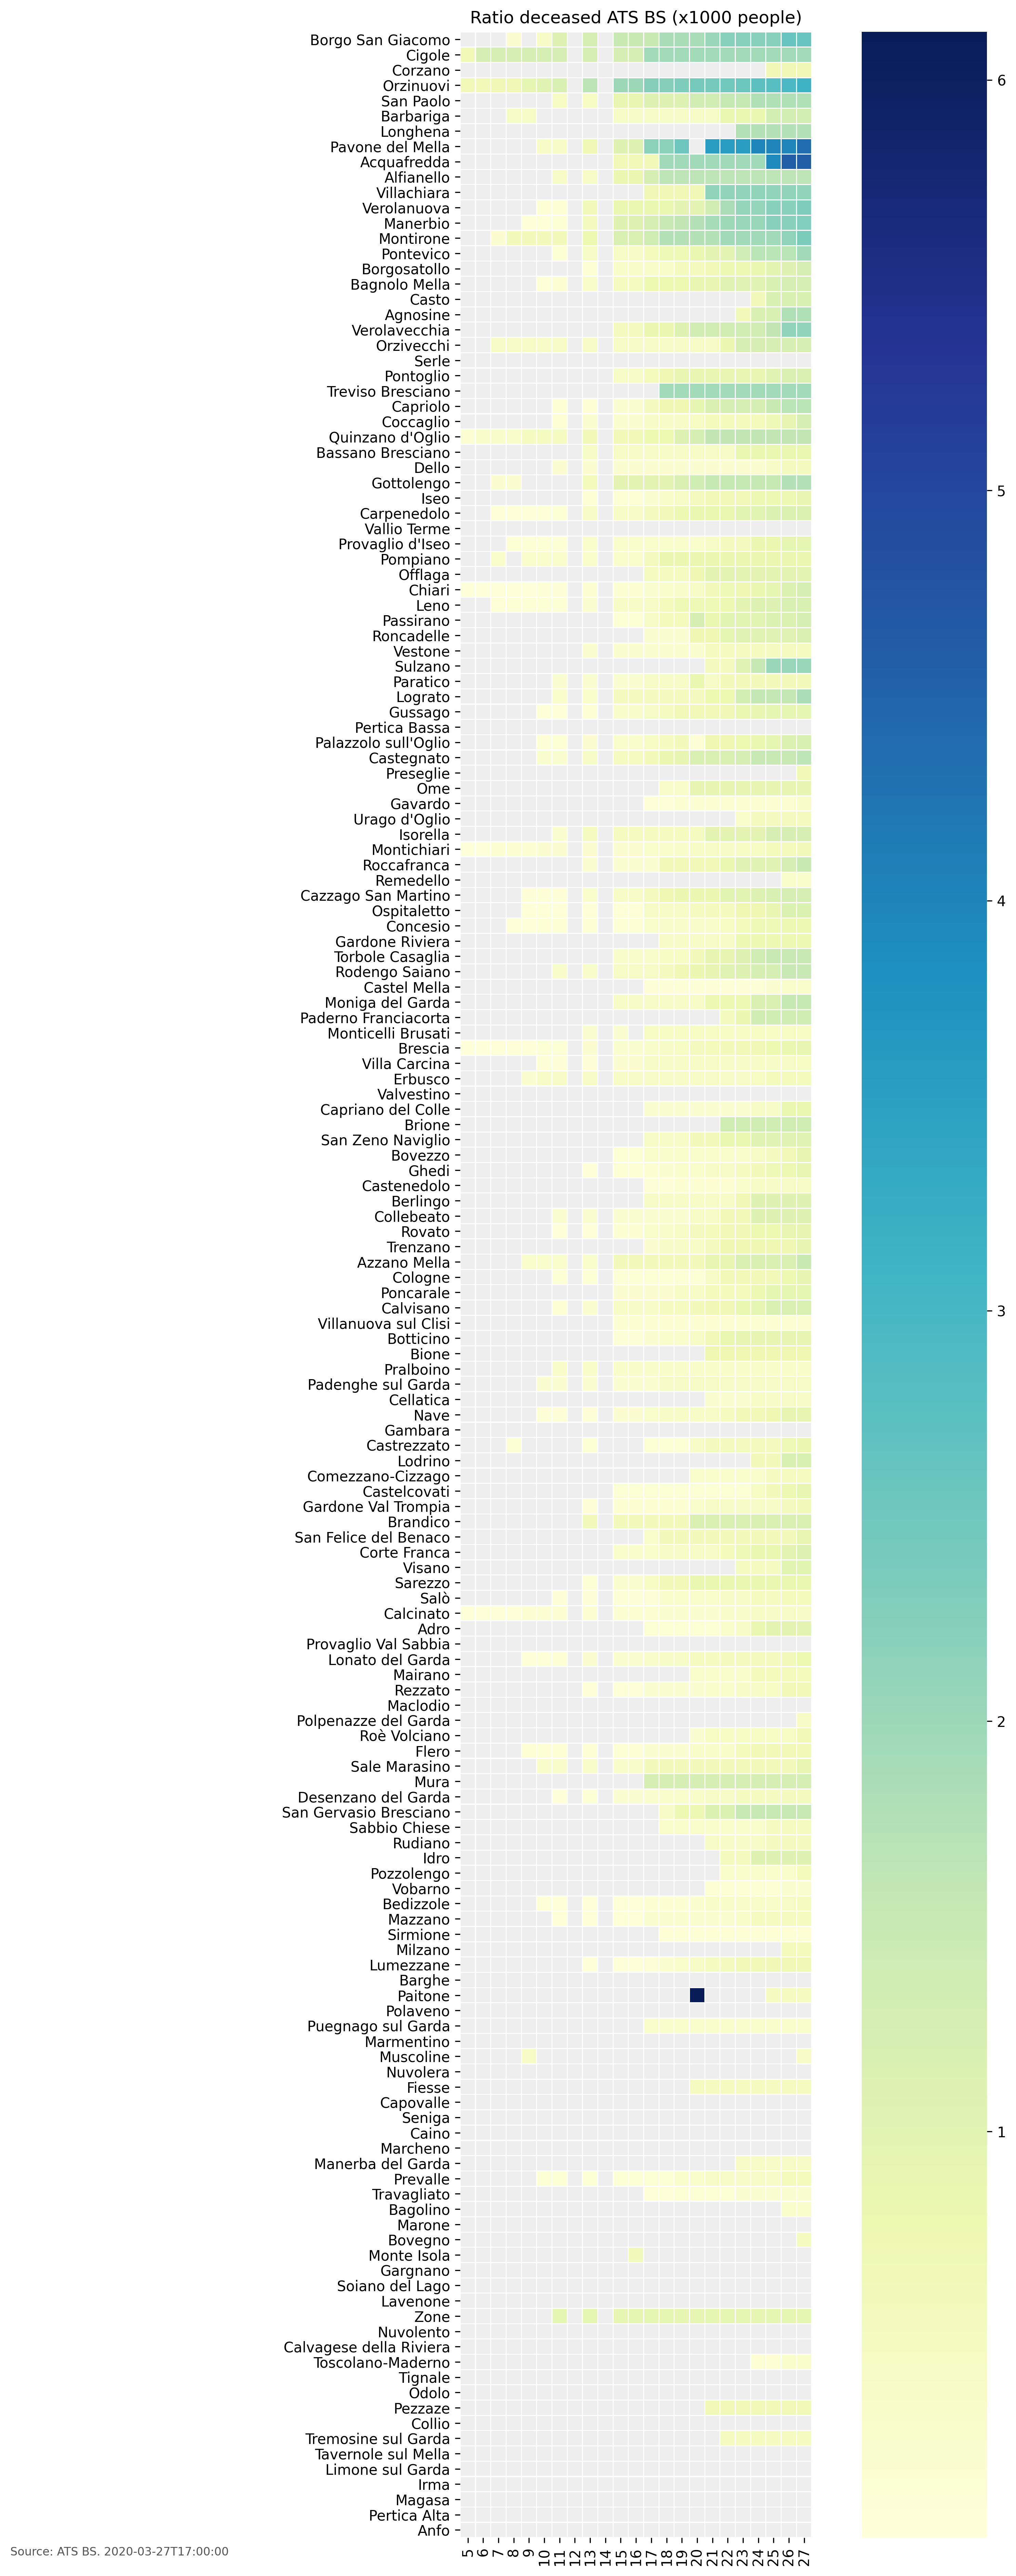 Ratio deceased ATS BS (x1000 people)
Borgo San Giacomo
Cigole
Corzano
Orzinuovi
San Paolo
Barbariga
Longhena
Pavone del Mella
Acquafredda
Alfianello
Villachiara
Verolanuova
Manerbio
Montirone
Pontevico
Borgosatollo
Bagnolo Mella
Casto
Agnosine
Verolavecchia
Orzivecchi
Serle
Pontoglio
Treviso Bresciano
Capriolo
Coccaglio
Quinzano d'Oglio
Bassano Bresciano
Dello
Gottolengo
Iseo
Carpenedolo
Vallio Terme
Provaglio d'Iseo
Pompiano
Offlaga
Chiari
Leno
Passirano
Roncadelle
Vestone
Sulzano
Paratico
Lograto
Gussago
Pertica Bassa
Palazzolo sull'Oglio
Castegnato
Preseglie
Ome
Gavardo
Urago d'Oglio
Isorella
Montichiari
Roccafranca
Remedello
Cazzago San Martino
Ospitaletto
Concesio
Gardone Riviera
Torbole Casaglia
Rodengo Saiano
Castel Mella
Moniga del Garda
Paderno Franciacorta
Monticelli Brusati
Brescia
Villa Carcina
Erbusco
Valvestino
Capriano del Colle
Brione
San Zeno Naviglio
Bovezzo
Ghedi
Castenedolo
Berlingo
Collebeato
Rovato
Trenzano
Azzano Mella
Cologne
Poncarale
Calvisano
Villanuova sul Clisi
Botticino
Bione
Pralboino
Padenghe sul Garda
Cellatica
Nave
Gambara
Castrezzato
Lodrino
Comezzano-Cizzago
Castelcovati
Gardone Val Trompia
Brandico
San Felice del Benaco
Corte Franca
Visano
Sarezzo
Salò
Calcinato
Adro
Provaglio Val Sabbia
Lonato del Garda
Mairano
Rezzato
Maclodio
Polpenazze del Garda
Roè Volciano
Flero
Sale Marasino
Mura
Desenzano del Garda
San Gervasio Bresciano
Sabbio Chiese
Rudiano
Idro
Pozzolengo
Vobarno
Bedizzole
Mazzano
Sirmione
Milzano
Lumezzane
Barghe
Paitone
Polaveno
Puegnago sul Garda
Marmentino
Muscoline
Nuvolera
Fiesse
Capovalle
Seniga
Caino
Marcheno
Manerba del Garda
Prevalle
Travagliato
Bagolino
Marone
Bovegno
Monte Isola
Gargnano
Soiano del Lago
Lavenone
Zone
Nuvolento
Calvagese della Riviera
Toscolano-Maderno
Tignale
Odolo
Pezzaze
Collio
Tremosine sul Garda
Tavernole sul Mella
Limone sul Garda
Irma
Magasa
Pertica Alta
Anfo
5 6 7 8 9 10 11 12 13 14 15 16 17 18 19 20 21 22 23 24 25 26 27
6
5
4
3
2
1
Source: ATS BS. 2020-03-27T17:00:00